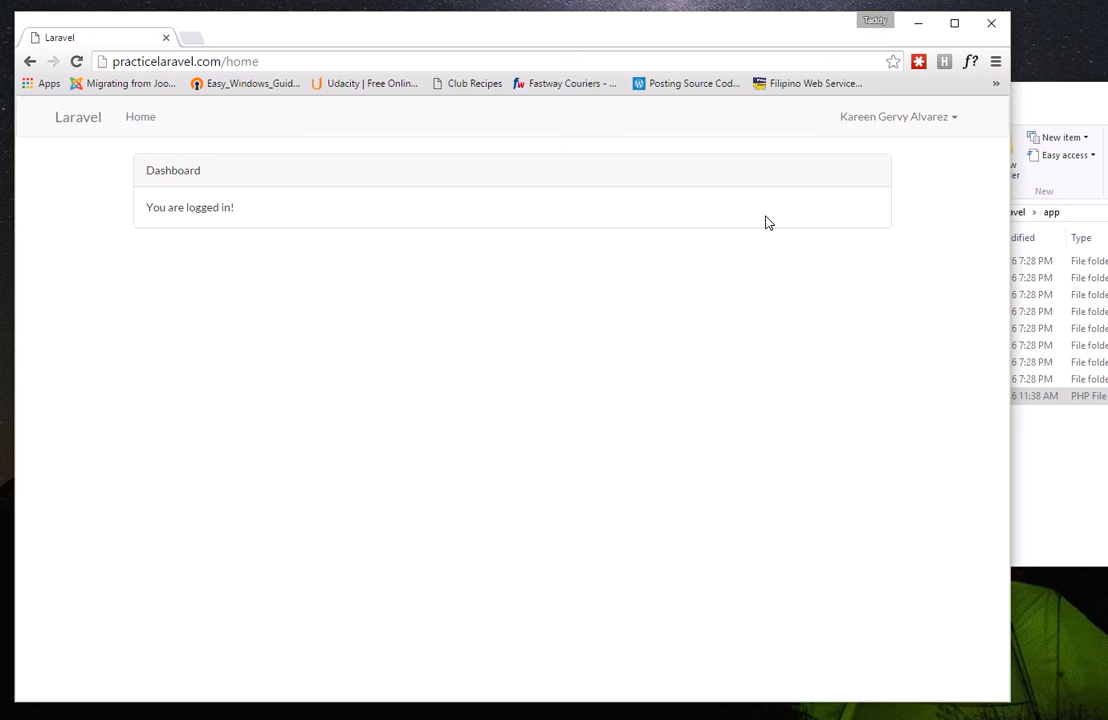 Taddy
Laravel
practicelaravel.com/home
Apps Migrating from Joo... Easy_Windows_Guid... Udacity | Free Onlin... Club Recipes Fastway Couriers - ... Posting Source Cod... Filipino Web Service... »
Laravel Home Kareen Gervy Alvarez
Dashboard
You are logged in!
New item
Easy access
w
der
New
avel › app
dified Type
6 7:28 PM File folde
6 7:28 PM File folde
6 7:28 PM File folde
6 7:28 PM File folde
6 7:28 PM File folde
6 7:28 PM File folde
6 7:28 PM File folde
6 7:28 PM File folde
6 11:38 AM PHP File
H
f?